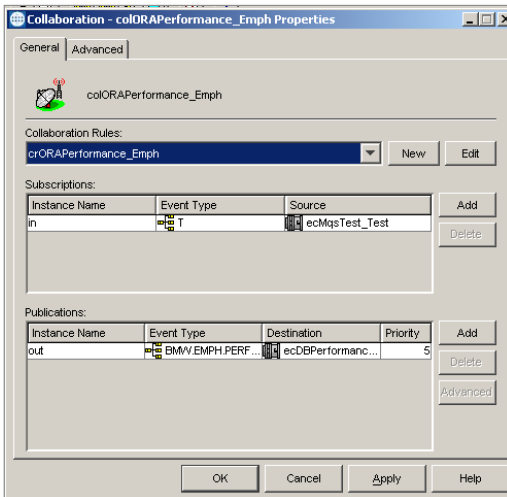 Collaboration - colORAPerformance_Emph Properties
General Advanced
colORAPerformance_Emph
Collaboration Rules:
crORAPerformance_Emph New Edit
Subscriptions:
Instance Name Event Type Source Add
in T ecMqsTest_Test
Delete
Publications:
Instance Name Event Type Destination Priority Add
out BMW.EMPH.PERF... ecDBPerformanc... 5
Delete
Advanced
OK Cancel Apply Help